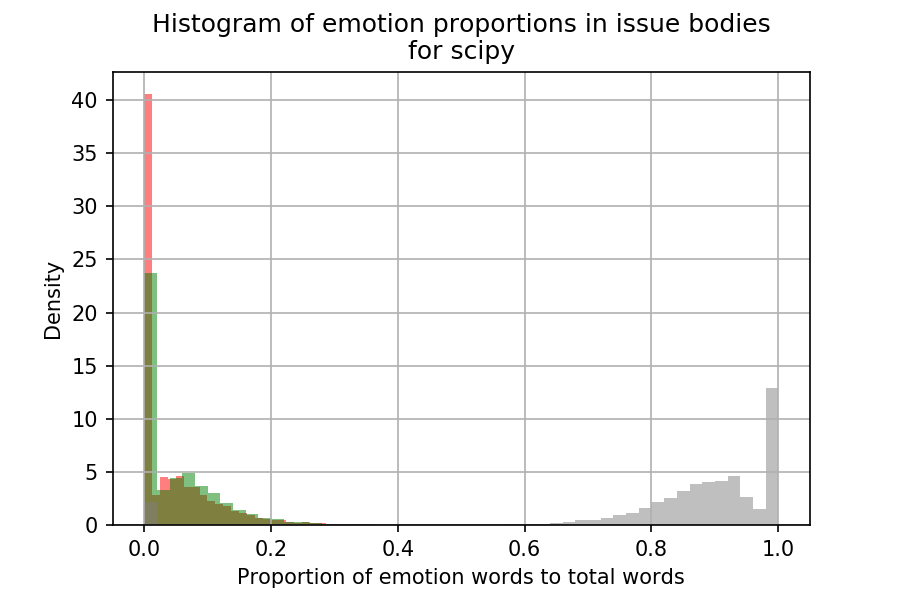 Histogram of emotion proportions in issue bodies
for scipy
Density
40
35
30
25
20
15
10
5
0
0.0 0.2 0.4 0.6 0.8 1.0
Proportion of emotion words to total words